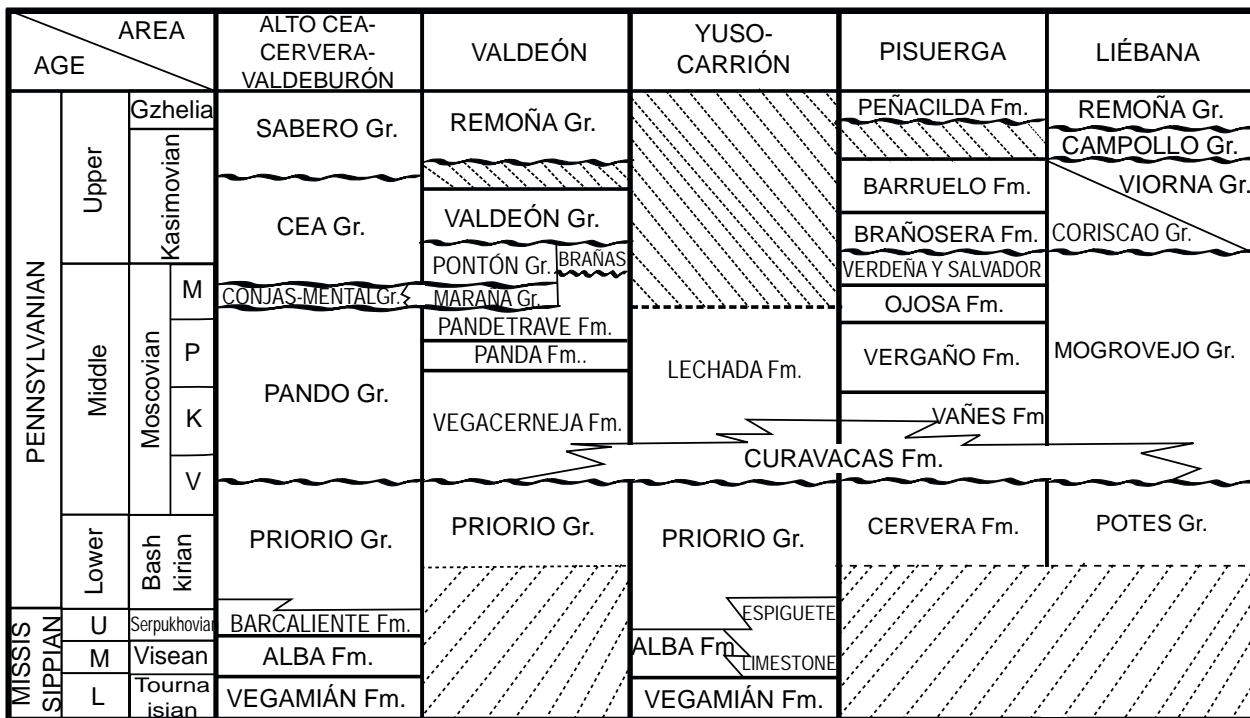 AREA
AGE
ALTO CEA-
CERVERA-
VALDEBURÓN
VALDEÓN
YUSO-
CARRIÓN
PISUERGA
LIÉBANA
PENNSYLVANIAN
Upper
Gzhelia
Kasimovian
Middle
Moscovian
M
P
K
V
Lower
Bash
kirian
MISSIS
SIPPIAN
U
Serpukhovian
M
Visean
L
Tourna
isian
SABERO Gr.
CEA Gr.
CONJAS-MENTALGr.
PANDO Gr.
PRIORIO Gr.
BARCALIENTE Fm.
ALBA Fm.
VEGAMIÁN Fm.
REMOÑA Gr.
VALDEÓN Gr.
PONTÓN Gr.
BRAÑAS
MARAÑA Gr.
PANDETRAVE Fm.
PANDA Fm..
VEGACERNEJA Fm.
PRIORIO Gr.
LECHADA Fm.
CURAVACAS Fm.
PRIORIO Gr.
ESPIGUETE
ALBA Fm
LIMESTONE
VEGAMIÁN Fm.
PEÑACILDA Fm.
BARRUELO Fm.
BRAÑOSERA Fm.
VERDEÑA Y SALVADOR
OJOSA Fm.
VERGAÑO Fm.
VAÑES Fm
CERVERA Fm.
REMOÑA Gr.
CAMPOLLO Gr.
VIORNA Gr.
CORISCAO Gr.
MOGROVEJO Gr.
POTES Gr.